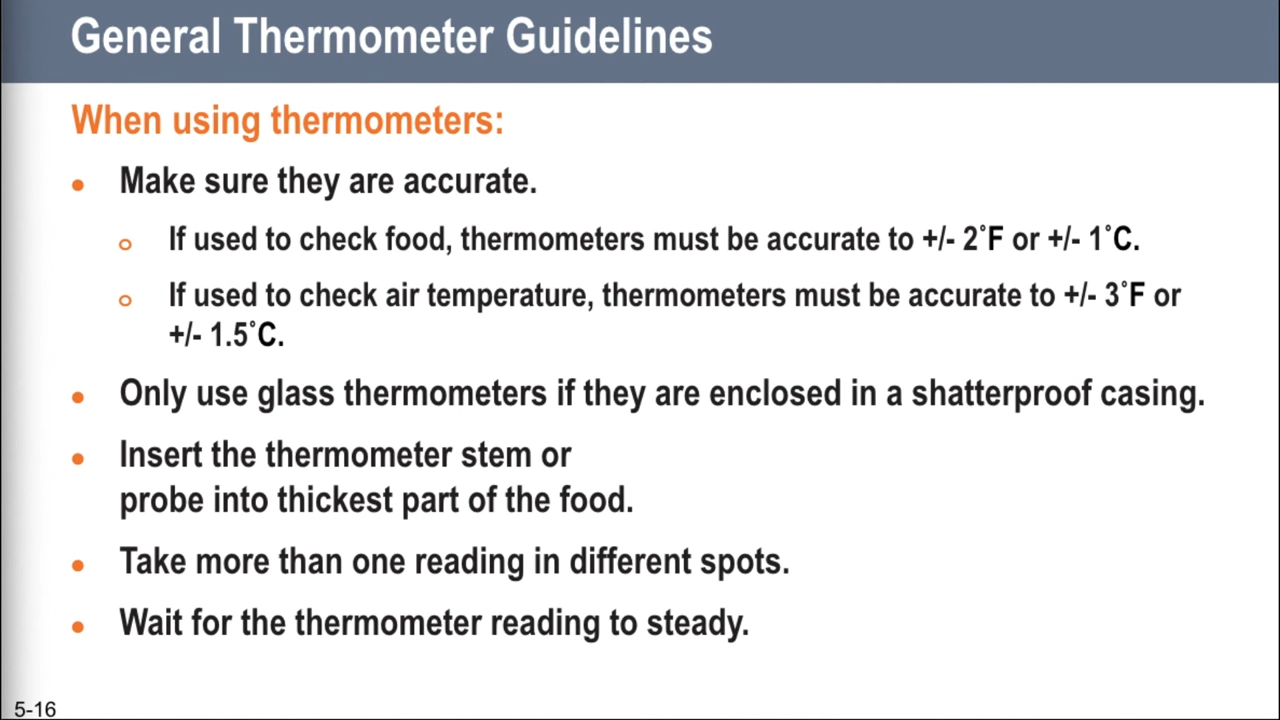 General Thermometer Guidelines
When using thermometers:
• Make sure they are accurate.
o If used to check food, thermometers must be accurate to +/- 2˚F or +/- 1˚C.
o If used to check air temperature, thermometers must be accurate to +/- 3˚F or
+/- 1.5˚C.
• Only use glass thermometers if they are enclosed in a shatterproof casing.
• Insert the thermometer stem or
probe into thickest part of the food.
• Take more than one reading in different spots.
• Wait for the thermometer reading to steady.
5-16